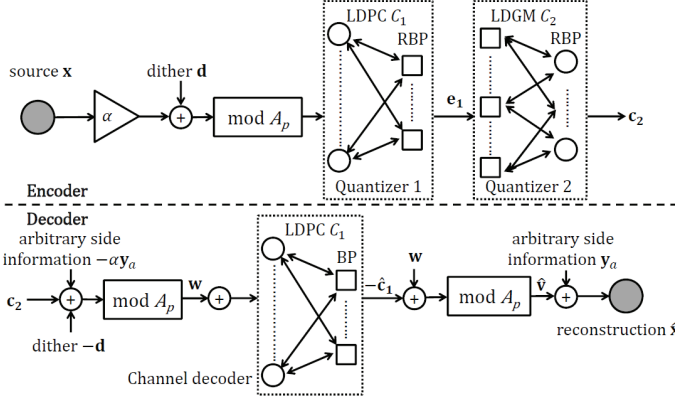 LDPC C₁
LDGM C₂
RBP
RBP
source x
dither d
α
+
mod Aₚ
e₁
c₂
Quantizer 1
Quantizer 2
Encoder
Decoder
arbitrary side
information −αyₐ
LDPC C₁
BP
arbitrary side
information yₐ
w
w
c₂
+
mod Aₚ
+
−ĉ₁
+
mod Aₚ
v̂
+
dither −d
reconstruction x̂
Channel decoder